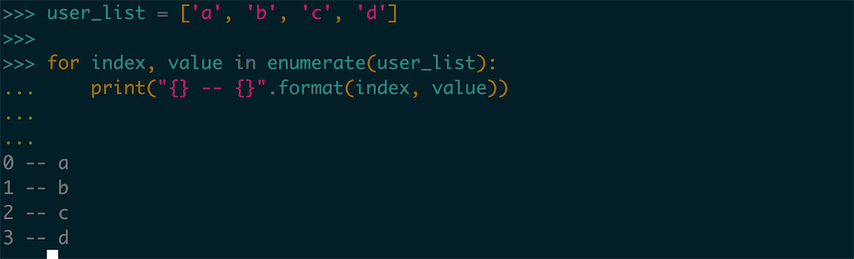 >>> user_list = ['a', 'b', 'c', 'd']
>>>
>>> for index, value in enumerate(user_list):
...     print("{} -- {}".format(index, value))
...
...
0 -- a
1 -- b
2 -- c
3 -- d